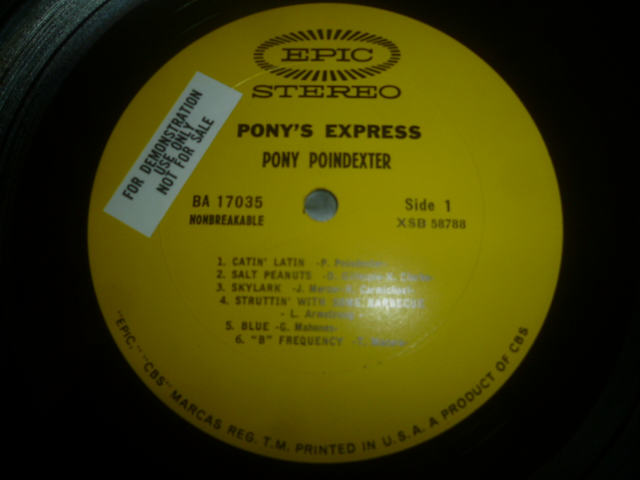 EPIC
STEREO
FOR DEMONSTRATION
USE ONLY
NOT FOR SALE
PONY'S EXPRESS
PONY POINDEXTER
BA 17035
NONBREAKABLE
Side 1
XSB 58788
1. CATIN' LATIN -P.
2. SALT PEANUTS
3. SKYLARK -J.
4. STRUTTIN' WITH SOME BARBECUE
- L. Armstrong -
5. BLUE -G.
6. "B" FREQUENCY -T.
"EPIC," "CBS" MARCAS REG. T.M. PRINTED IN U.S.A. A PRODUCT OF CBS